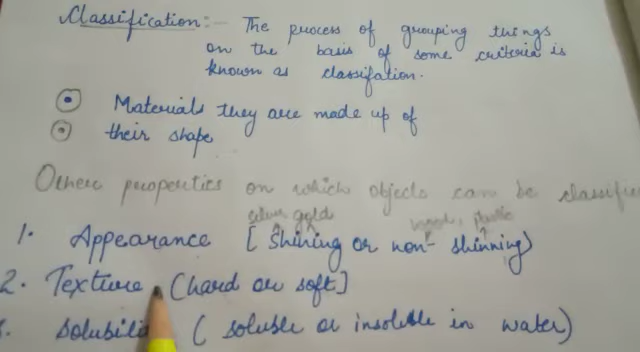 Classification:- The process of grouping things
on the basis of some criteria is
known as classifation.
Materials they are made up of
their shape
Other properties on which objects can be classifie
silver gold wood, plastic
1. Appearance [shining or non-shinning)
2. Texture (hard or soft]
3. Solubili ( soluble or insoluble in water)